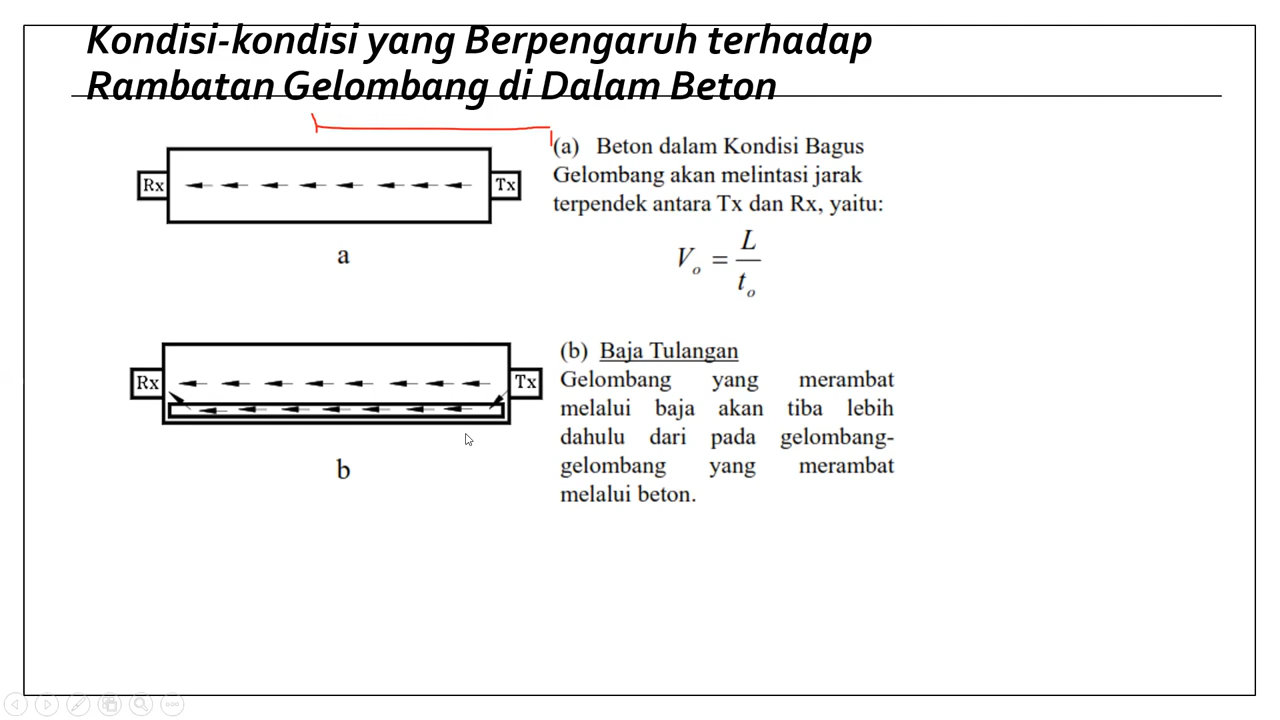 Kondisi-kondisi yang Berpengaruh terhadap
Rambatan Gelombang di Dalam Beton
Rx
Tx
a
(a) Beton dalam Kondisi Bagus
Gelombang akan melintasi jarak
terpendek antara Tx dan Rx, yaitu:
V_o = L / t_o
Rx
Tx
b
(b) Baja Tulangan
Gelombang yang merambat
melalui baja akan tiba lebih
dahulu dari pada gelombang-
gelombang yang merambat
melalui beton.